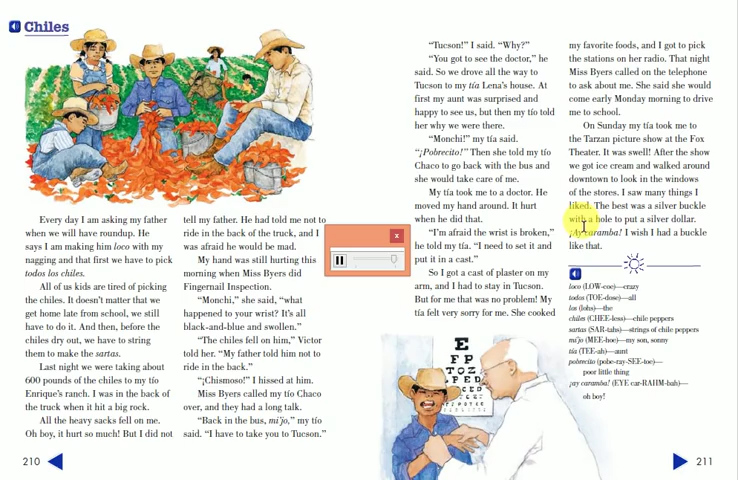 Chiles
Every day I am asking my father
when we will have roundup. He
says I am making him loco with my
nagging and that first we have to pick
todos los chiles.
All of us kids are tired of picking
the chiles. It doesn't matter that we
get home late from school, we still
have to do it. And then, before the
chiles dry out, we have to string
them to make the sartas.
Last night we were taking about
600 pounds of the chiles to my tío
Enrique's ranch. I was in the back of
the truck when it hit a big rock.
All the heavy sacks fell on me.
Oh boy, it hurt so much! But I did not
tell my father. He had told me not to
ride in the back of the truck, and I
was afraid he would be mad.
My hand was still hurting this
morning when Miss Byers did
Fingernail Inspection.
"Monchi," she said, "what
happened to your wrist? It's all
black-and-blue and swollen."
"The chiles fell on him," Victor
told her. "My father told him not to
ride in the back."
"¡Chismoso!" I hissed at him.
Miss Byers called my tío Chaco
over, and they had a long talk.
"Back in the bus, mi'jo," my tío
said. "I have to take you to Tucson."
210
"Tucson!" I said. "Why?"
"You got to see the doctor," he
said. So we drove all the way to
Tucson to my tía Lena's house. At
first my aunt was surprised and
happy to see us, but then my tío told
her why we were there.
"Monchi!" my tía said.
"¡Pobrecito!" Then she told my tío
Chaco to go back with the bus and
she would take care of me.
My tía took me to a doctor. He
moved my hand around. It hurt
when he did that.
"I'm afraid the wrist is broken,"
he told my tía. "I need to set it and
put it in a cast."
So I got a cast of plaster on my
arm, and I had to stay in Tucson.
But for me that was no problem! My
tía felt very sorry for me. She cooked
my favorite foods, and I got to pick
the stations on her radio. That night
Miss Byers called on the telephone
to ask about me. She said she would
come early Monday morning to drive
me to school.
On Sunday my tía took me to
the Tarzan picture show at the Fox
Theater. It was swell! After the show
we got ice cream and walked around
downtown to look in the windows
of the stores. I saw many things I
liked. The best was a silver buckle
with a hole to put a silver dollar.
¡Ay caramba! I wish I had a buckle
like that.
loco (LOW-coe)—crazy
todos (TOE-dose)—all
los (lohs)—the
chiles (CHEE-less)—chile peppers
sartas (SAR-tahs)—strings of chile peppers
mi'jo (MEE-hoe)—my son, sonny
tía (TEE-ah)—aunt
pobrecito (pobe-ray-SEE-toe)—
poor little thing
¡ay caramba! (EYE car-RAHM-bah)—
oh boy!
E
F P
211